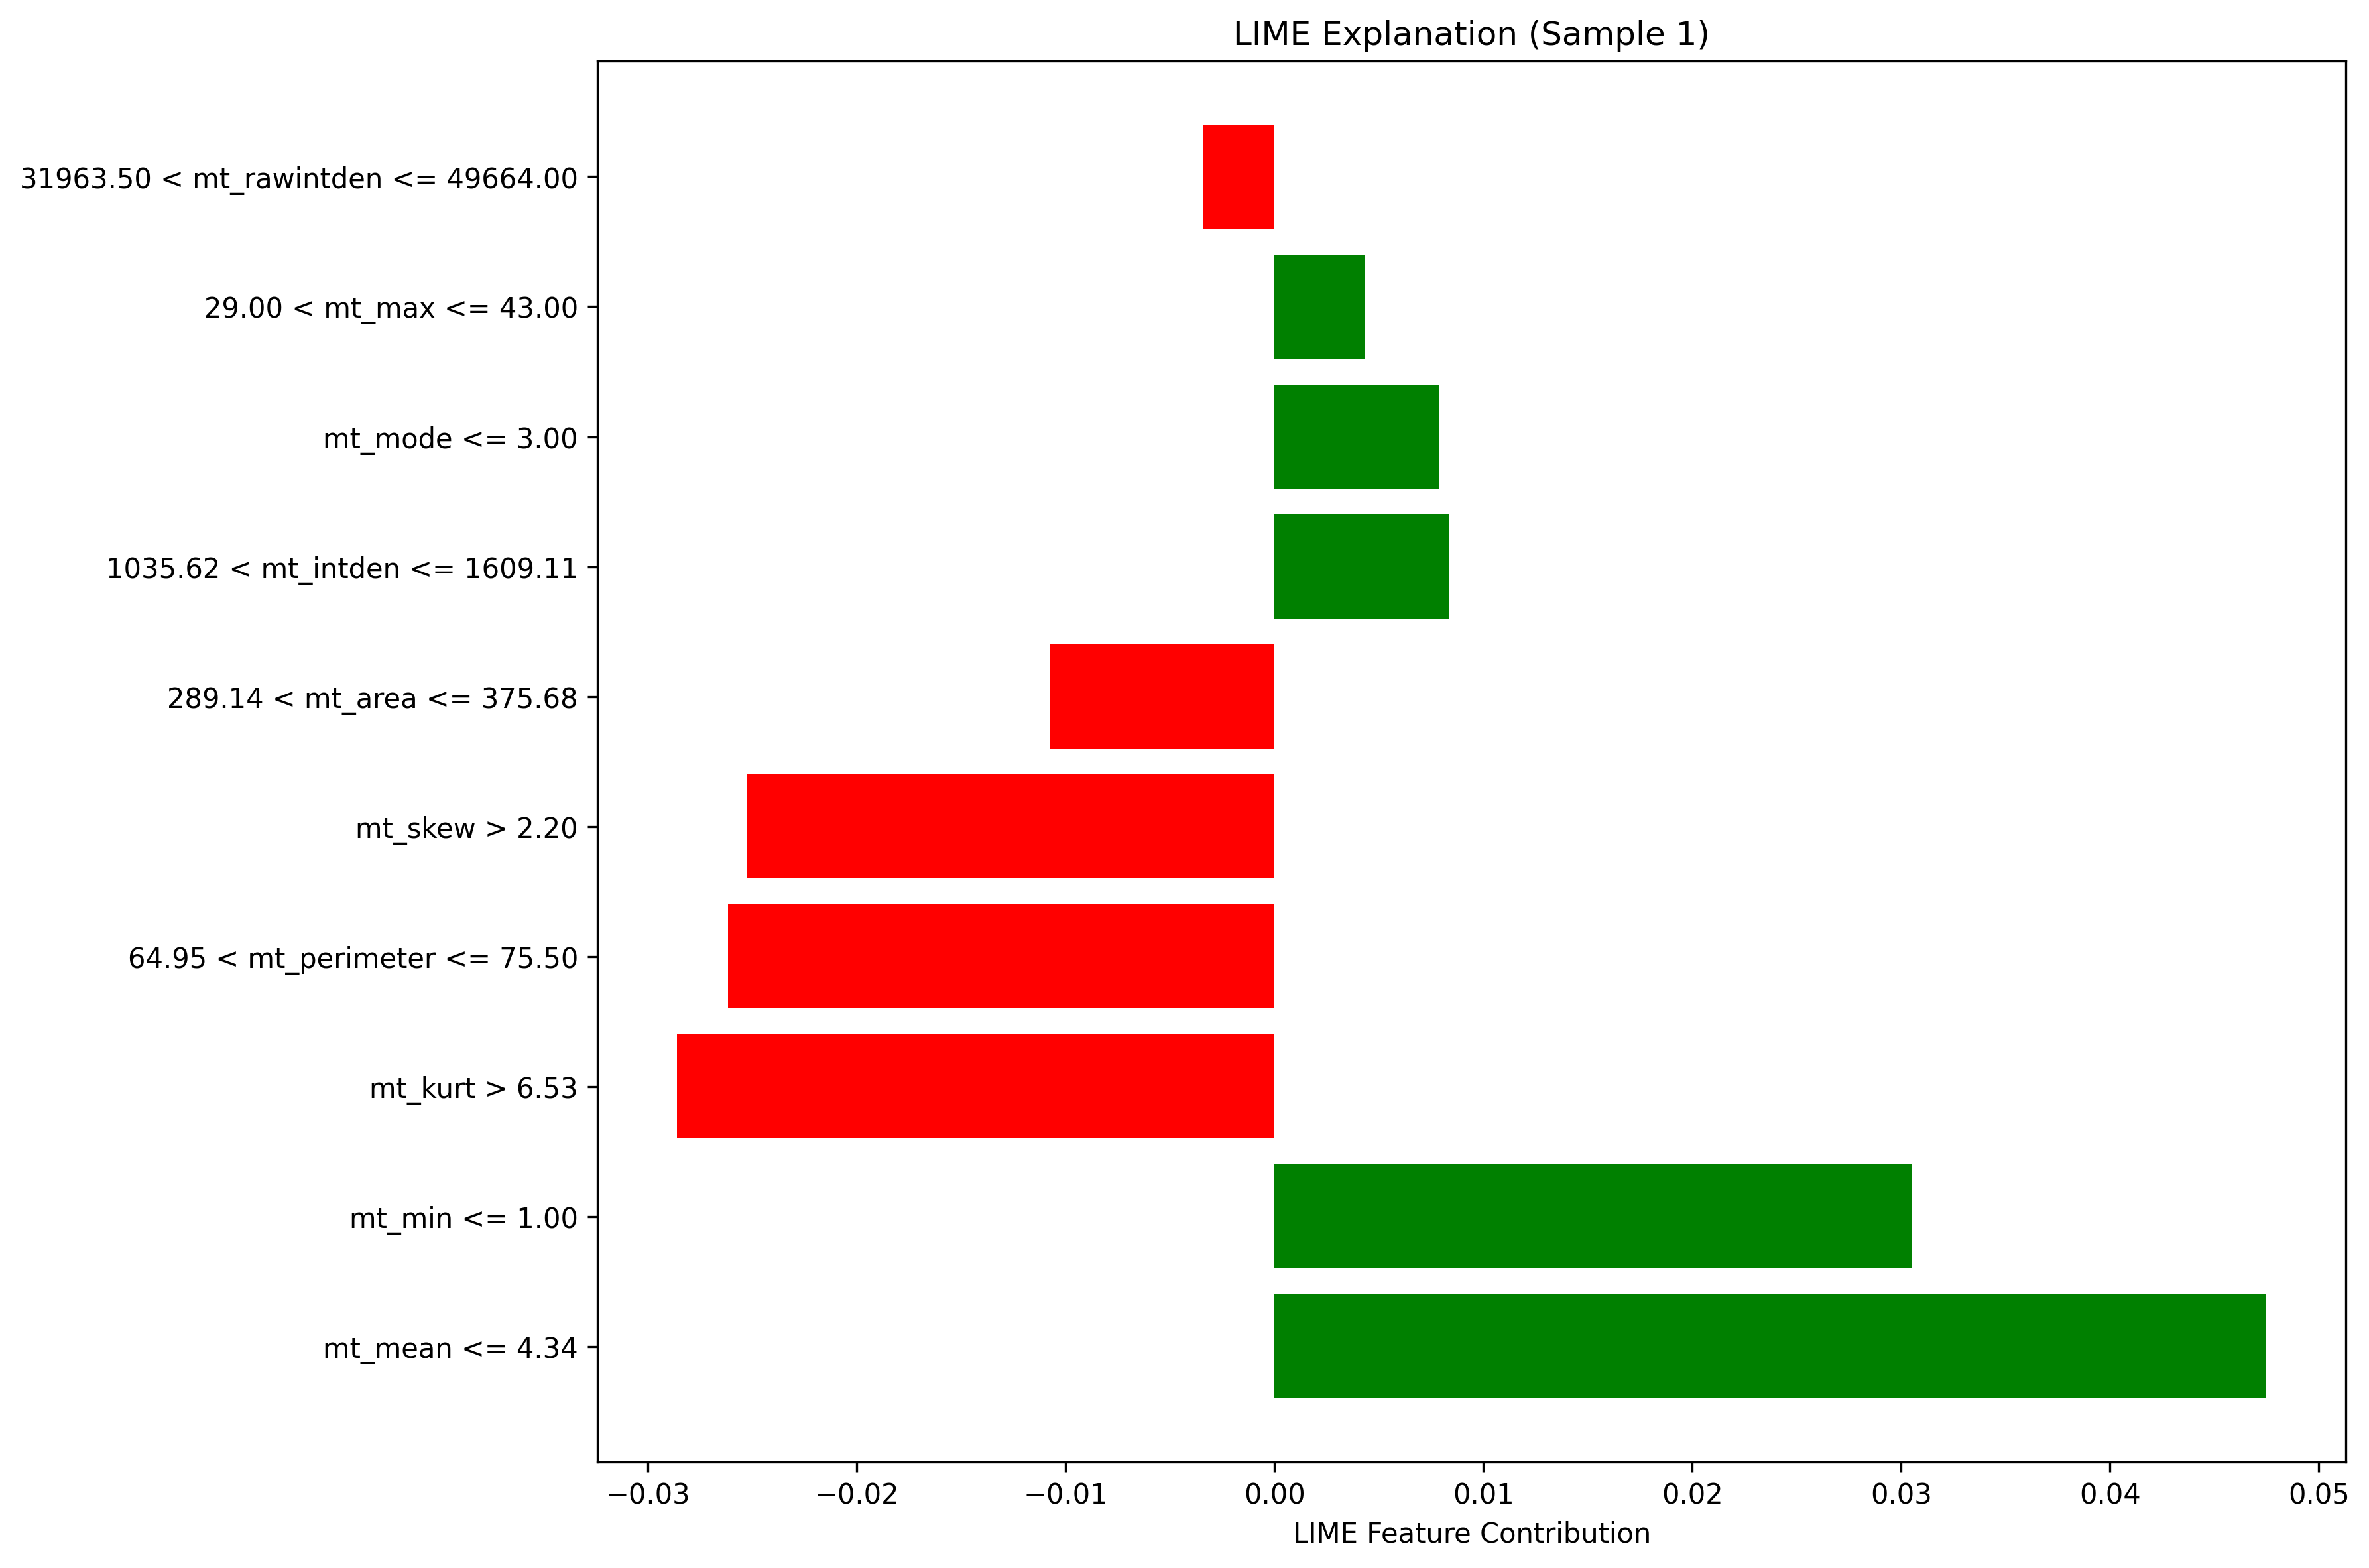 LIME Explanation (Sample 1)
31963.50 < mt_rawintden <= 49664.00
29.00 < mt_max <= 43.00
mt_mode <= 3.00
1035.62 < mt_intden <= 1609.11
289.14 < mt_area <= 375.68
mt_skew > 2.20
64.95 < mt_perimeter <= 75.50
mt_kurt > 6.53
mt_min <= 1.00
mt_mean <= 4.34
−0.03 −0.02 −0.01 0.00 0.01 0.02 0.03 0.04 0.05
LIME Feature Contribution